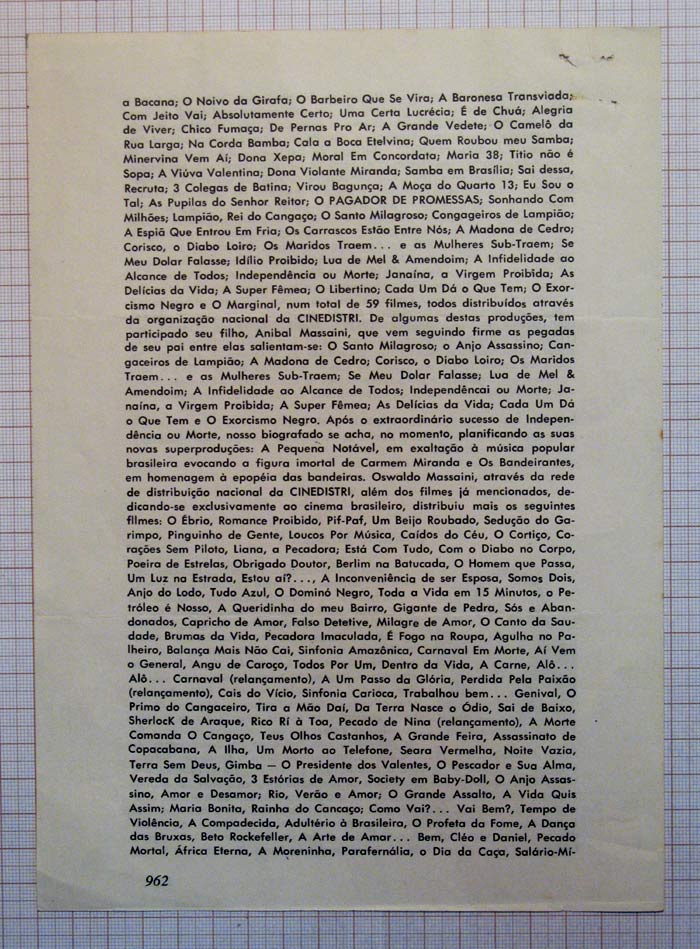 a Bacana; O Noivo da Girafa; O Barbeiro Que Se Vira; A Baronesa Transviada;
Com Jeito Vai; Absolutamente Certo; Uma Certa Lucrécia; É de Chuá; Alegria
de Viver; Chico Fumaça; De Pernas Pro Ar; A Grande Vedete; O Camelô da
Rua Larga; Na Corda Bamba; Cala a Boca Etelvina; Quem Roubou meu Samba;
Minervina Vem Aí; Dona Xepa; Moral Em Concordata; Maria 38; Titio não é
Sopa; A Viúva Valentina; Dona Violante Miranda; Samba em Brasília; Sai dessa,
Recruta; 3 Colegas de Batina; Virou Bagunça; A Moça do Quarto 13; Eu Sou o
Tal; As Pupilas do Senhor Reitor; O PAGADOR DE PROMESSAS; Sonhando Com
Milhões; Lampião, Rei do Cangaço; O Santo Milagroso; Congageiros de Lampião;
A Espiã Que Entrou Em Fria; Os Carrascos Estão Entre Nós; A Madona de Cedro;
Corisco, o Diabo Loiro; Os Maridos Traem... e as Mulheres Sub-Traem; Se
Meu Dolar Falasse; Idílio Proibido; Lua de Mel & Amendoim; A Infidelidade ao
Alcance de Todos; Independência ou Morte; Janaína, a Virgem Proibida; As
Delícias da Vida; A Super Fêmea; O Libertino; Cada Um Dá o Que Tem; O Exor-
cismo Negro e O Marginal, num total de 59 filmes, todos distribuídos através
da organização nacional da CINEDISTRI. De algumas destas produções, tem
participado seu filho, Anibal Massaini, que vem seguindo firme as pegadas
de seu pai entre elas salientam-se: O Santo Milagroso; o Anjo Assassino; Can-
gaceiros de Lampião; A Madona de Cedro; Corisco, o Diabo Loiro; Os Maridos
Traem... e as Mulheres Sub-Traem; Se Meu Dolar Falasse; Lua de Mel &
Amendoim; A Infidelidade ao Alcance de Todos; Independêncai ou Morte; Ja-
naína, a Virgem Proibida; A Super Fêmea; As Delícias da Vida; Cada Um Dá
o Que Tem e O Exorcismo Negro. Após o extraordinário sucesso de Indepen-
dência ou Morte, nosso biografado se acha, no momento, planificando as suas
novas superproduções: A Pequena Notável, em exaltação à música popular
brasileira evocando a figura imortal de Carmem Miranda e Os Bandeirantes,
em homenagem à epopéia das bandeiras. Oswaldo Massaini, através da rede
de distribuição nacional da CINEDISTRI, além dos filmes já mencionados, de-
dicando-se exclusivamente ao cinema brasileiro, distribuiu mais os seguintes
filmes: O Ébrio, Romance Proibido, Pif-Paf, Um Beijo Roubado, Sedução do Ga-
rimpo, Pinguinho de Gente, Loucos Por Música, Caídos do Céu, O Cortiço, Co-
rações Sem Piloto, Liana, a Pecadora; Está Com Tudo, Com o Diabo no Corpo,
Poeira de Estrelas, Obrigado Doutor, Berlim na Batucada, O Homem que Passa,
Um Luz na Estrada, Estou aí?..., A Inconveniência de ser Esposa, Somos Dois,
Anjo do Lodo, Tudo Azul, O Dominó Negro, Toda a Vida em 15 Minutos, o Pe-
tróleo é Nosso, A Queridinha do meu Bairro, Gigante de Pedra, Sós e Aban-
donados, Capricho de Amor, Falso Detetive, Milagre de Amor, O Canto da Sau-
dade, Brumas da Vida, Pecadora Imaculada, É Fogo na Roupa, Agulha no Pa-
lheiro, Balança Mais Não Cai, Sinfonia Amazônica, Carnaval Em Morte, Aí Vem
o General, Angu de Caroço, Todos Por Um, Dentro da Vida, A Carne, Alô...
Alô... Carnaval (relançamento), A Um Passo da Glória, Perdida Pela Paixão
(relançamento), Cais do Vício, Sinfonia Carioca, Trabalhou bem... Genival, O
Primo do Cangaceiro, Tira a Mão Daí, Da Terra Nasce o Ódio, Sai de Baixo,
SherlocK de Araque, Rico Rí à Toa, Pecado de Nina (relançamento), A Morte
Comanda O Cangaço, Teus Olhos Castanhos, A Grande Feira, Assassinato de
Copacabana, A Ilha, Um Morto ao Telefone, Seara Vermelha, Noite Vazia,
Terra Sem Deus, Gimba — O Presidente dos Valentes, O Pescador e Sua Alma,
Vereda da Salvação, 3 Estórias de Amor, Society em Baby-Doll, O Anjo Assas-
sino, Amor e Desamor; Rio, Verão e Amor; O Grande Assalto, A Vida Quis
Assim; Maria Bonita, Rainha do Cancaço; Como Vai?... Vai Bem?, Tempo de
Violência, A Compadecida, Adultério à Brasileira, O Profeta da Fome, A Dança
das Bruxas, Beto Rockefeller, A Arte de Amar... Bem, Cléo e Daniel, Pecado
Mortal, África Eterna, A Moreninha, Parafernália, o Dia da Caça, Salário-Mí-
962